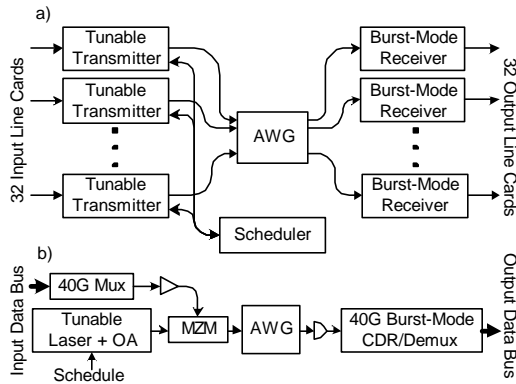 a)
Tunable
Transmitter
Burst-Mode
Receiver
Tunable
Transmitter
Burst-Mode
Receiver
AWG
Tunable
Transmitter
Burst-Mode
Receiver
Scheduler
32 Input Line Cards
32 Output Line Cards
b)
40G Mux
Tunable
Laser + OA
MZM
AWG
40G Burst-Mode
CDR/Demux
Schedule
Input Data Bus
Output Data Bus